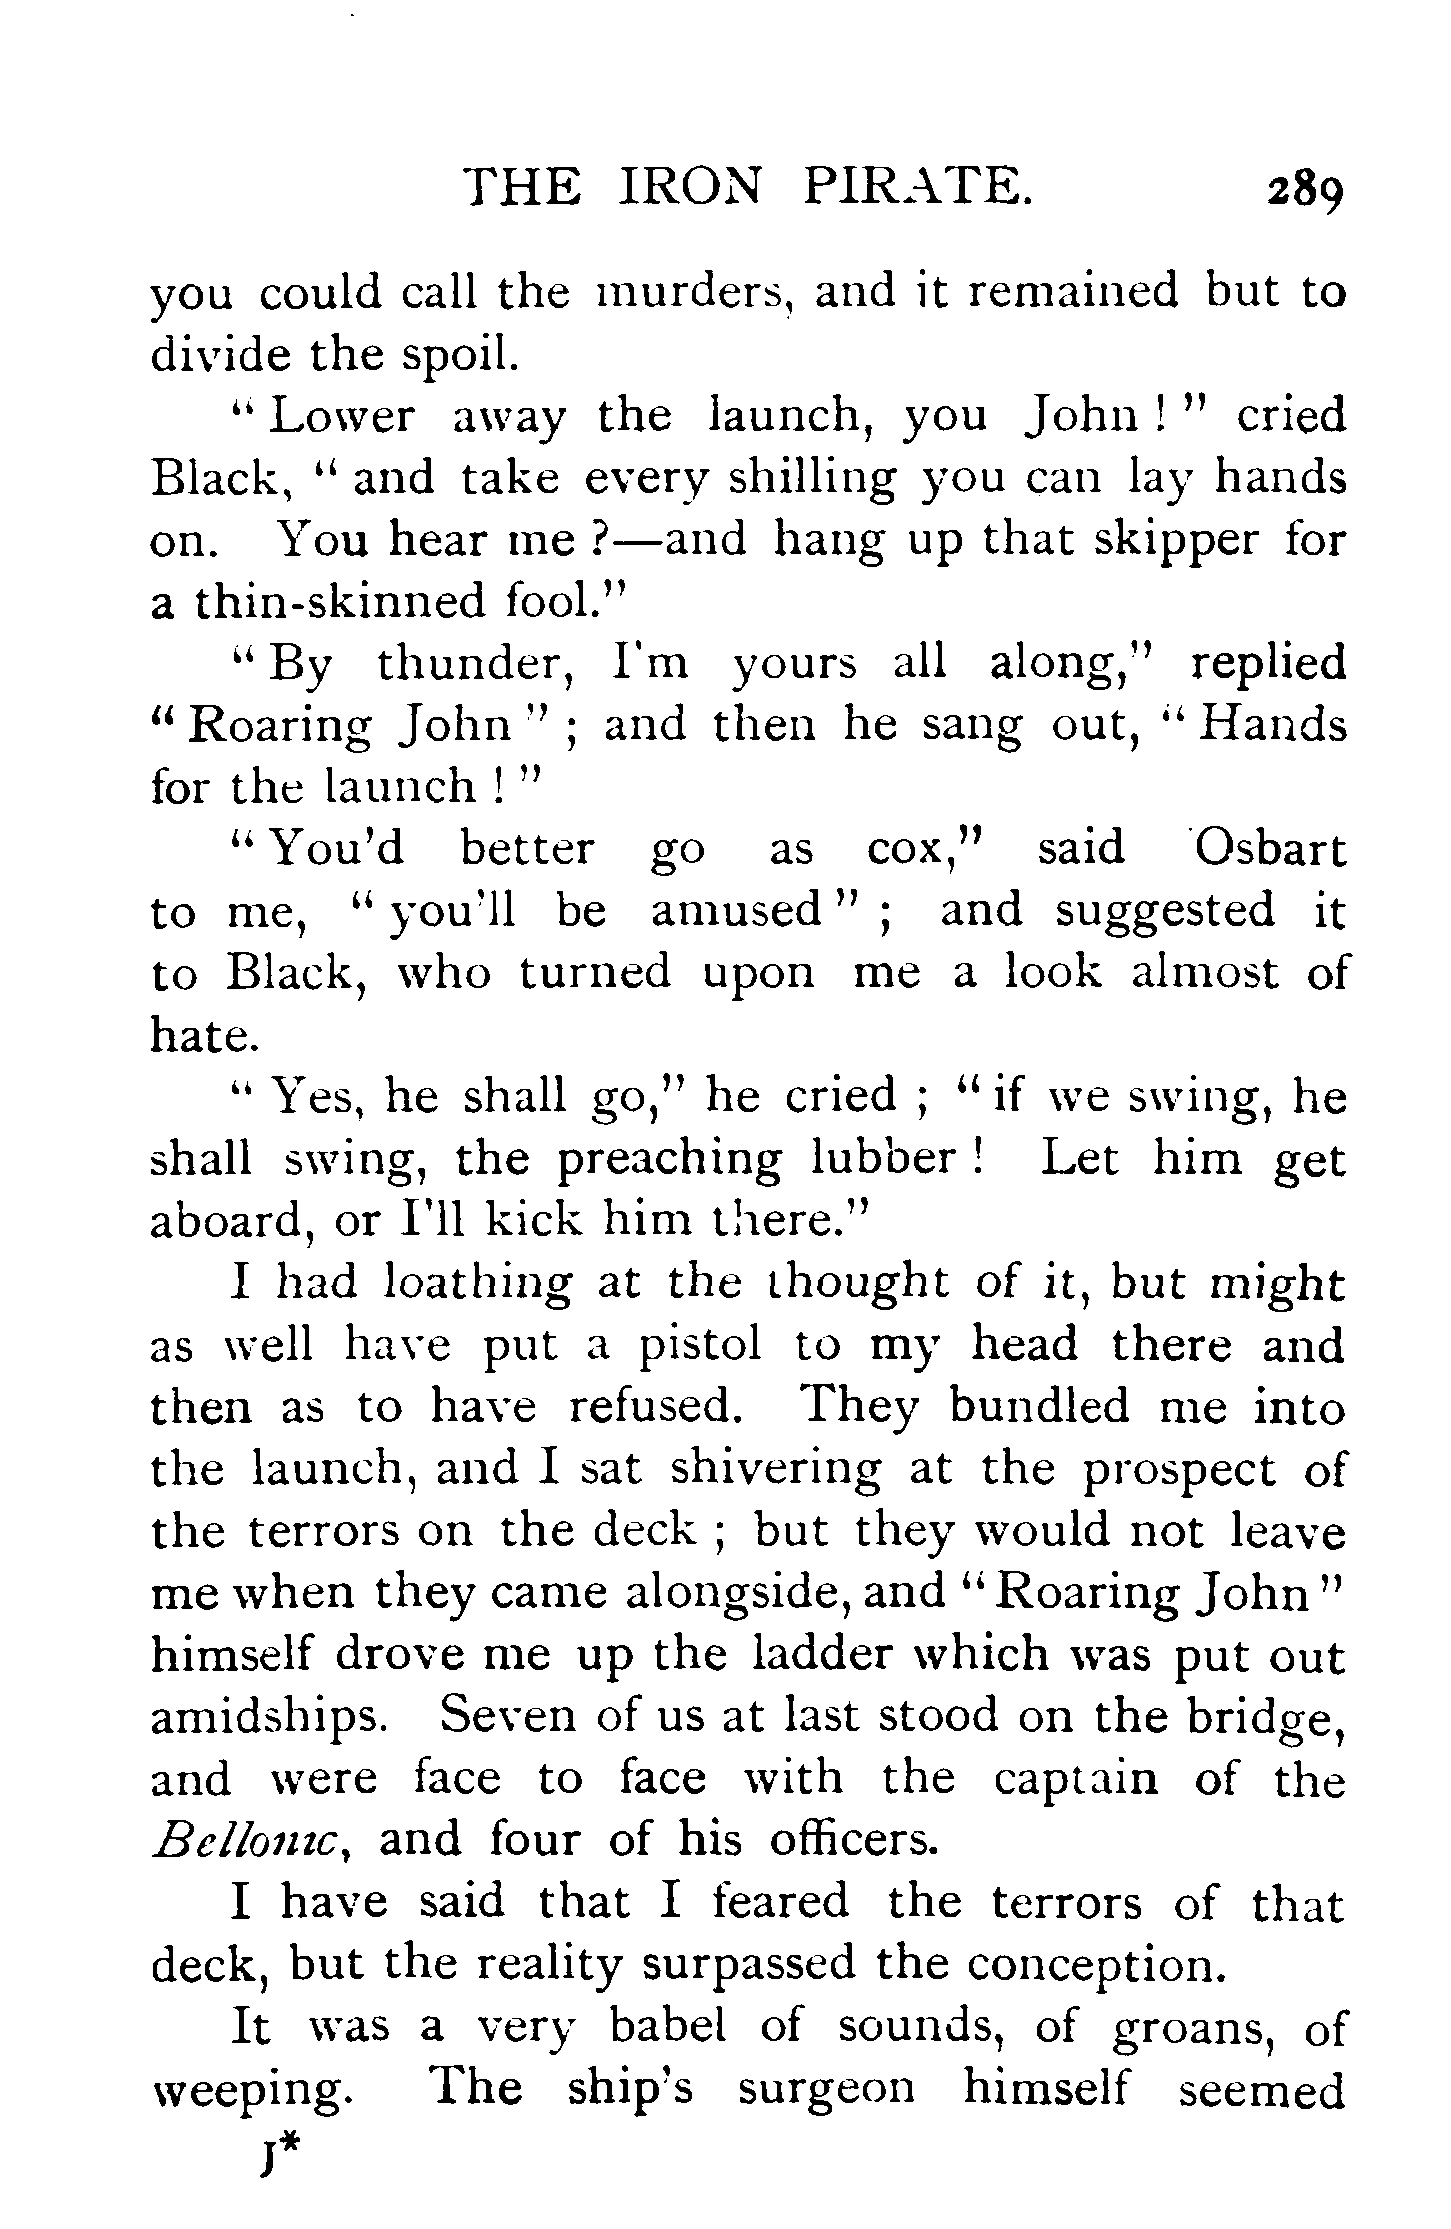 THE IRON PIRATE. 289
you could call the murders, and it remained but to
divide the spoil.
“ Lower away the launch, you John ! ” cried
Black, “ and take every shilling you can lay hands
on. You hear me ?—and hang up that skipper for
a thin-skinned fool.”
“ By thunder, I'm yours all along,” replied
“ Roaring John ” ; and then he sang out, “ Hands
for the launch ! ”
“ You'd better go as cox,” said Osbart
to me, “ you'll be amused ” ; and suggested it
to Black, who turned upon me a look almost of
hate.
“ Yes, he shall go,” he cried ; “ if we swing, he
shall swing, the preaching lubber ! Let him get
aboard, or I'll kick him there.”
I had loathing at the thought of it, but might
as well have put a pistol to my head there and
then as to have refused. They bundled me into
the launch, and I sat shivering at the prospect of
the terrors on the deck ; but they would not leave
me when they came alongside, and “ Roaring John ”
himself drove me up the ladder which was put out
amidships. Seven of us at last stood on the bridge,
and were face to face with the captain of the
Bellonic, and four of his officers.
I have said that I feared the terrors of that
deck, but the reality surpassed the conception.
It was a very babel of sounds, of groans, of
weeping. The ship's surgeon himself seemed
J*